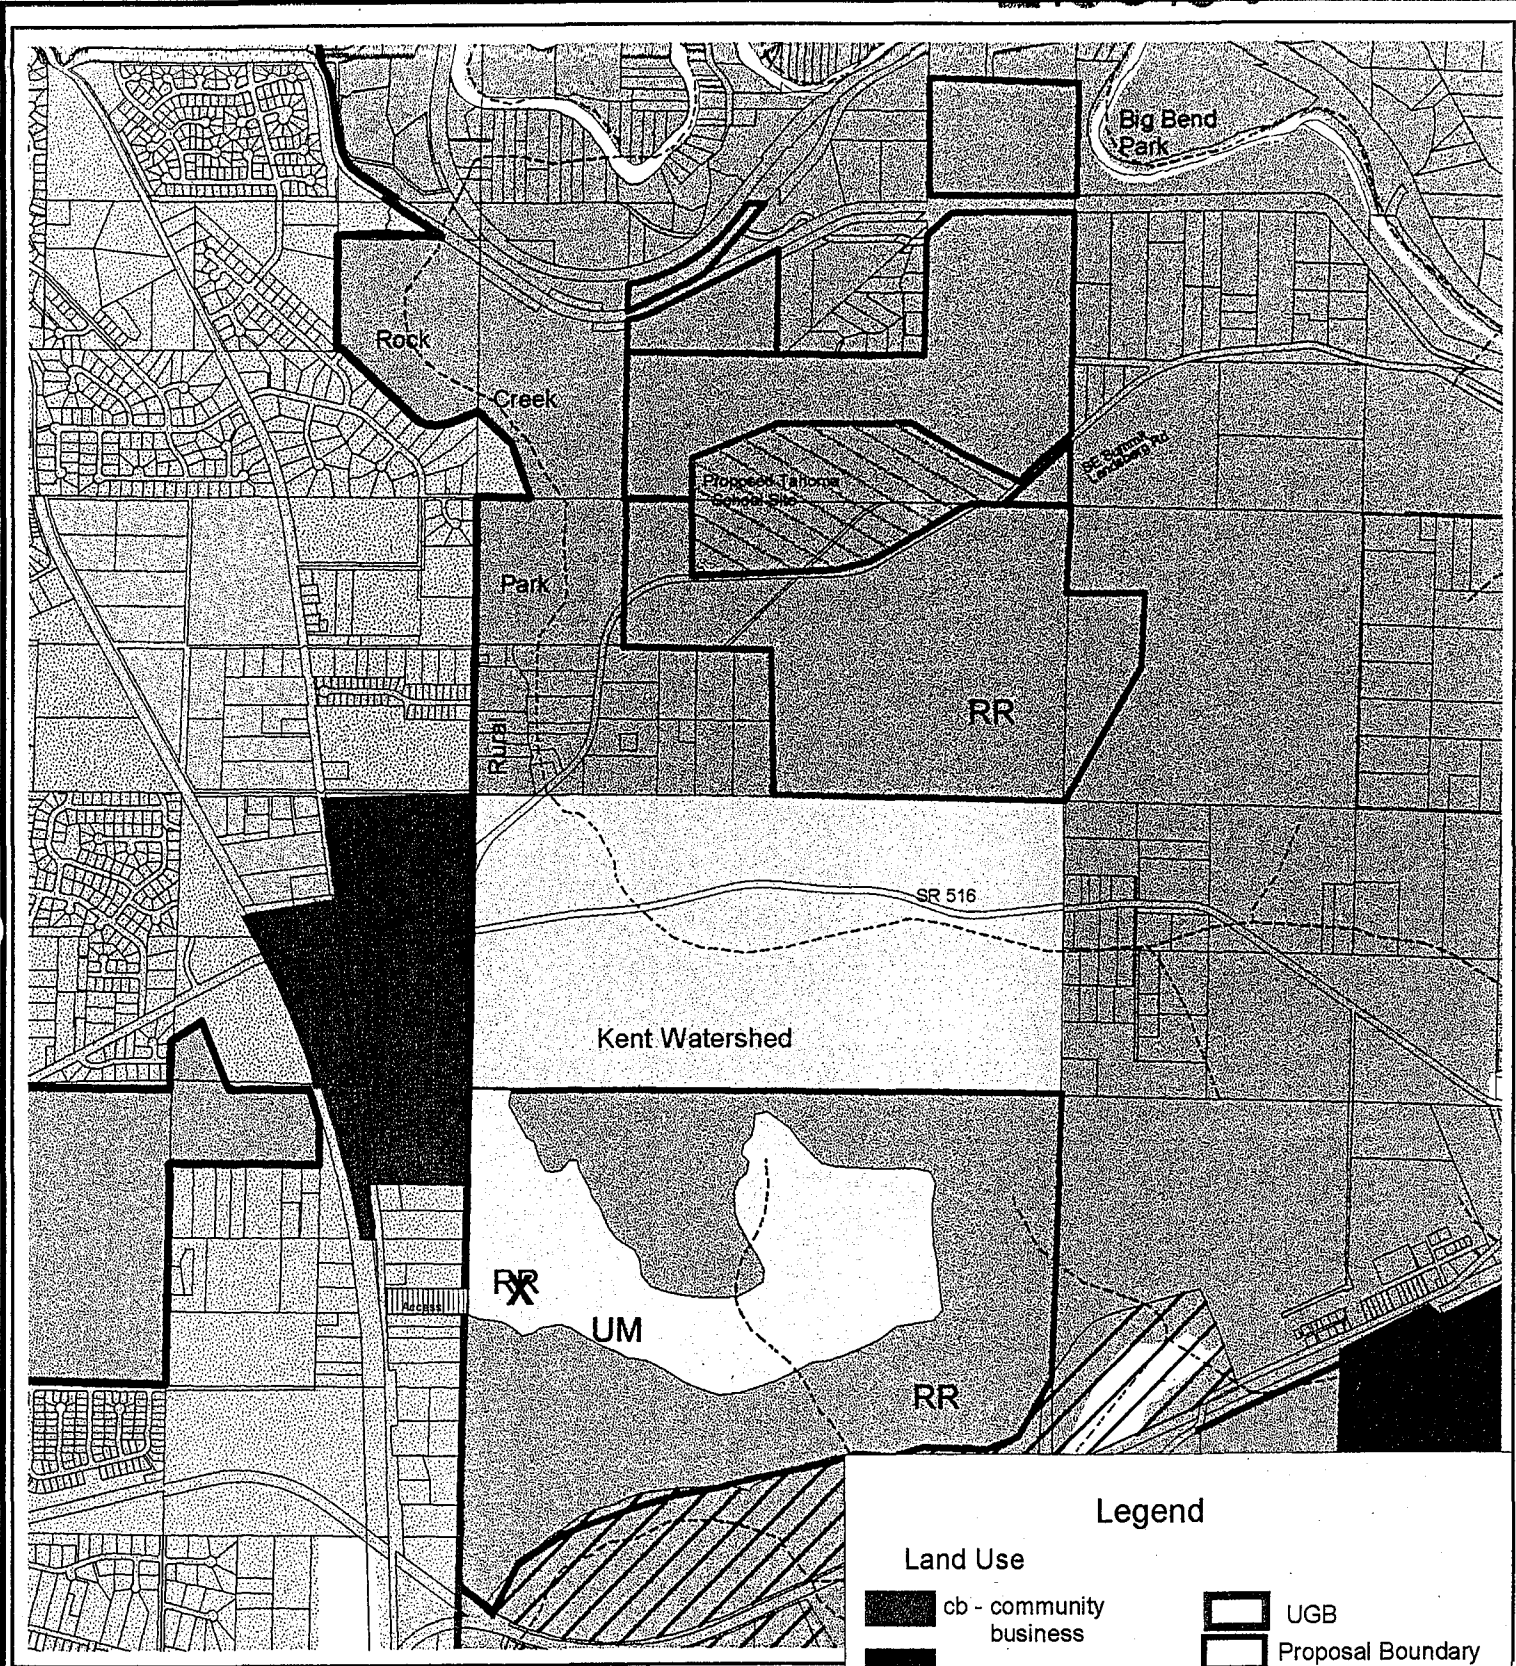 Big Bend
Park
Rock
Creek
SE Summit
Landsberg Rd
Proposed Tahoma
School Site
Park
Rural
RR
SR 516
Kent Watershed
RR
X
UM
Access
RR
Legend
Land Use
cb - community
business
UGB
Proposal Boundary